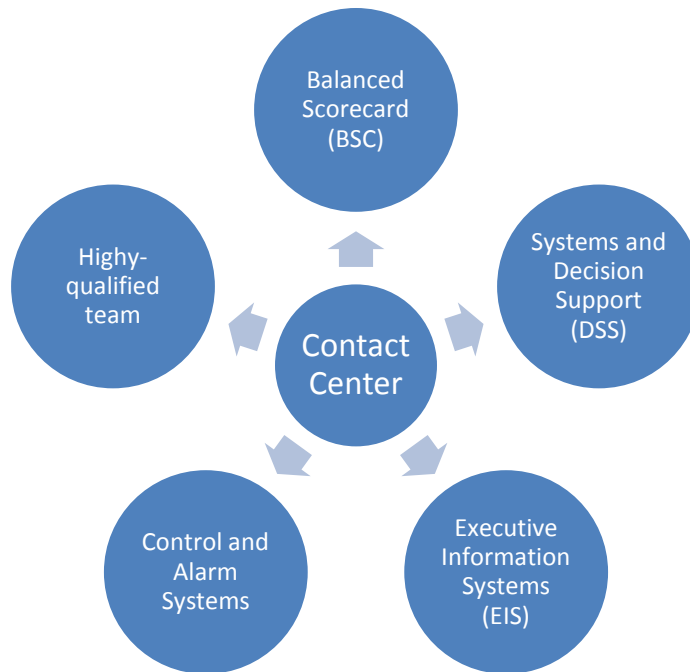 Balanced
Scorecard
(BSC)
Systems and
Decision
Support
(DSS)
Executive
Information
Systems
(EIS)
Control and
Alarm
Systems
Highy-
qualified
team
Contact
Center